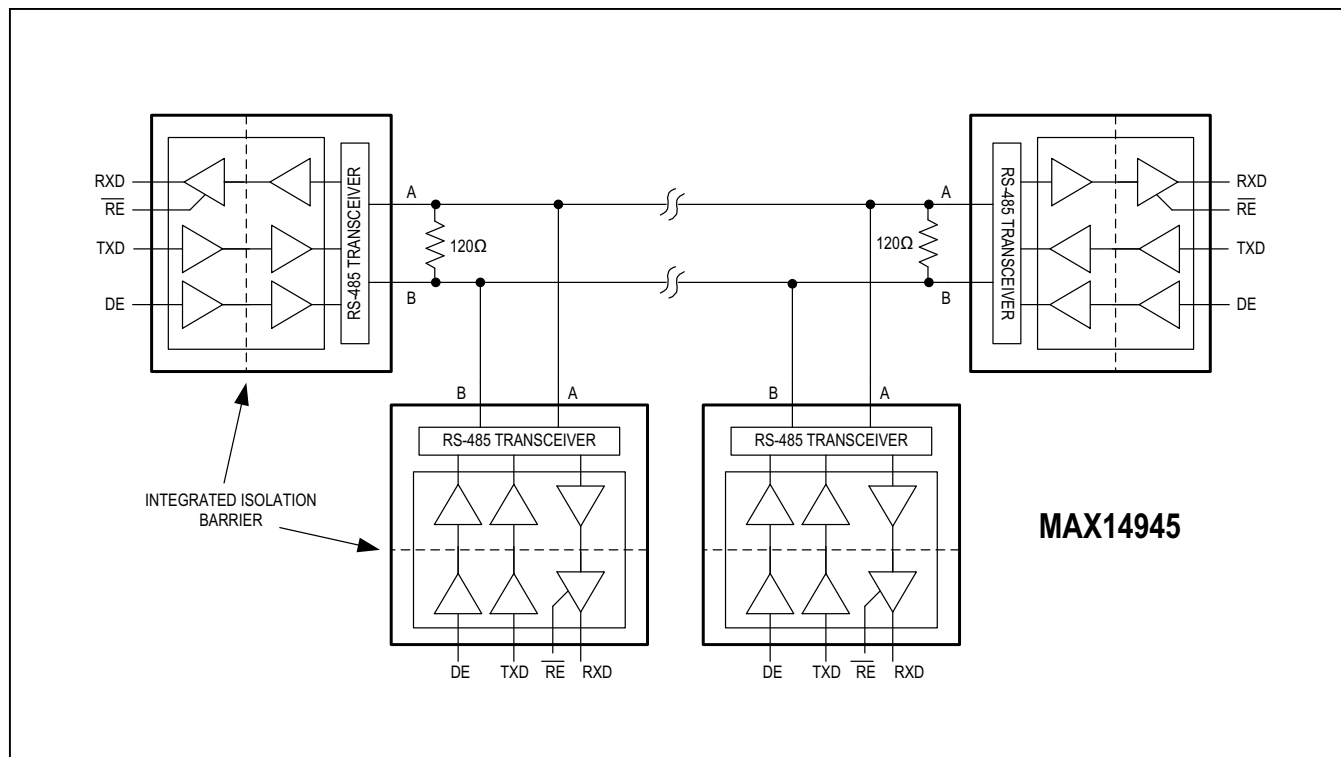 RXD
RE
TXD
DE
RS-485 TRANSCEIVER
A
B
120Ω
120Ω
A
B
RS-485 TRANSCEIVER
RXD
RE
TXD
DE
B
A
RS-485 TRANSCEIVER
DE
TXD
RE
RXD
B
A
RS-485 TRANSCEIVER
DE
TXD
RE
RXD
INTEGRATED ISOLATION
BARRIER
MAX14945